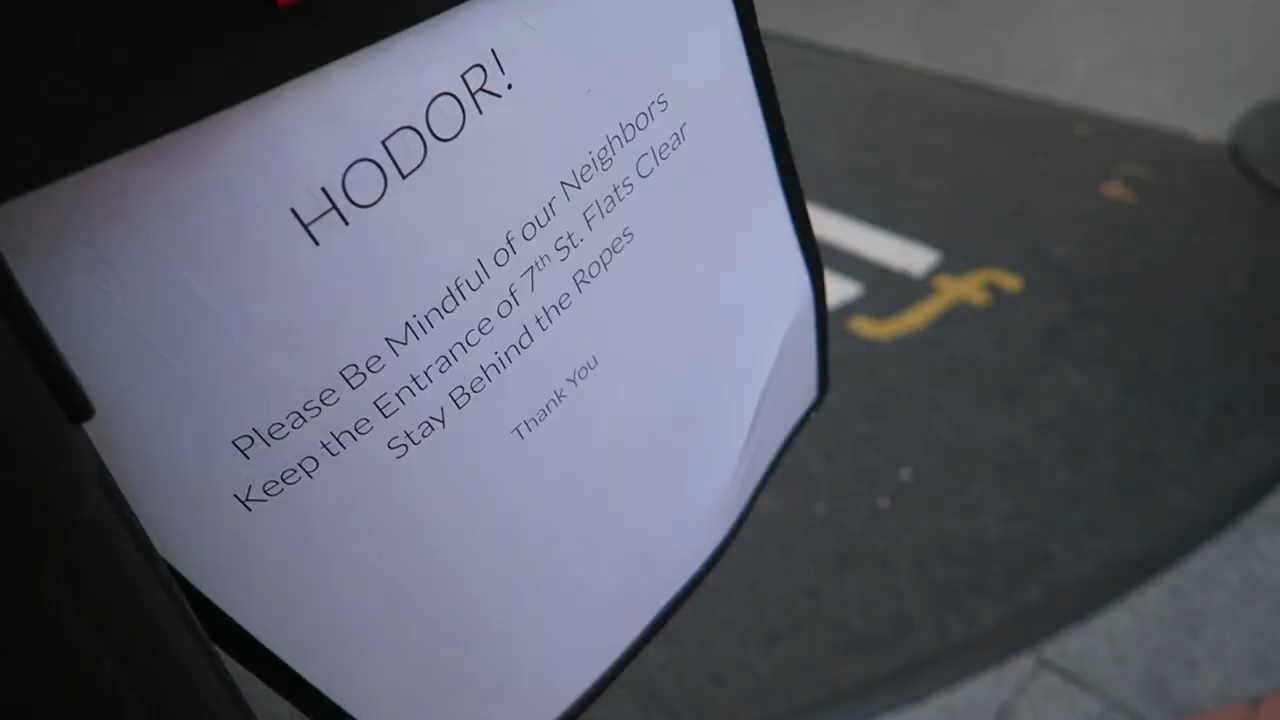 HODOR!
Please Be Mindful of our Neighbors
Keep the Entrance of 7th St. Flats Clear
Stay Behind the Ropes
Thank You